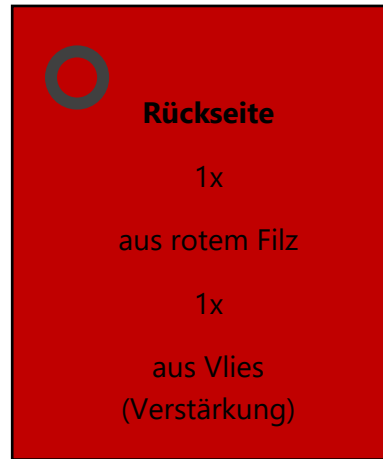 Rückseite
1x
aus rotem Filz
1x
aus Vlies
(Verstärkung)